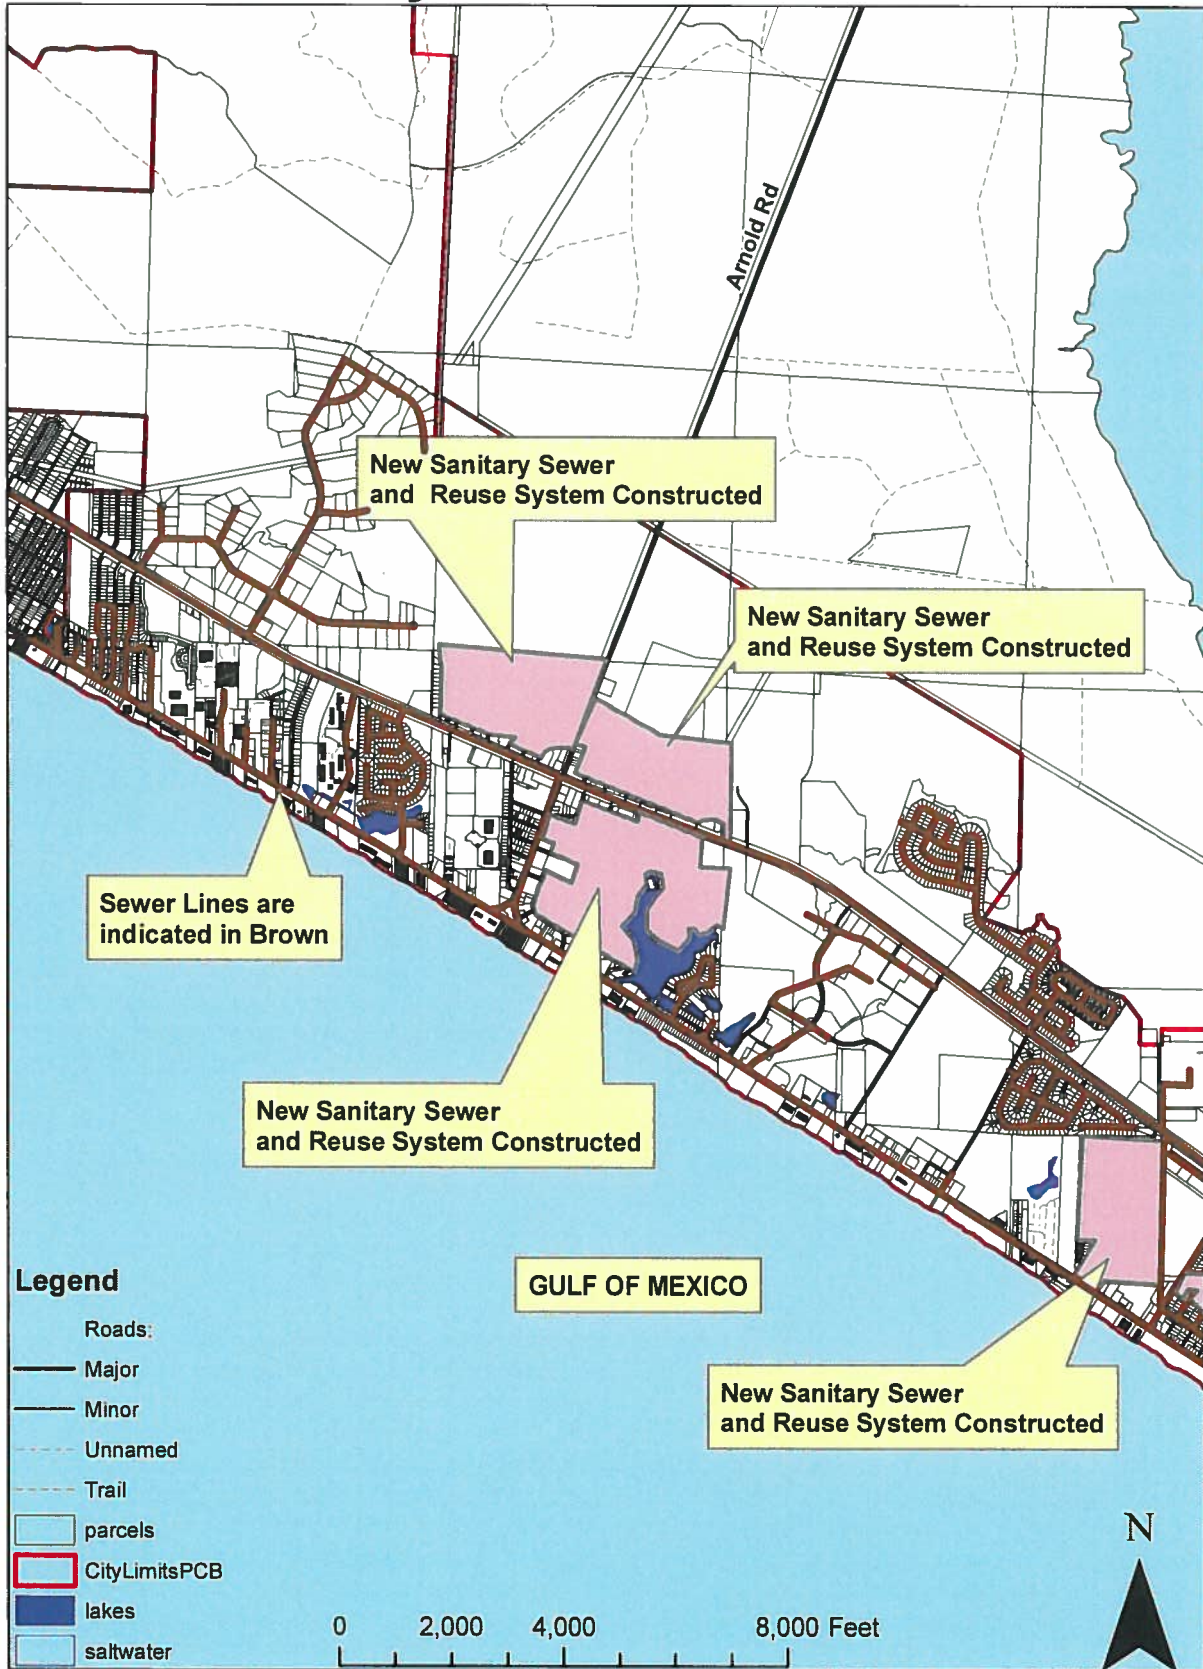 Arnold Rd
New Sanitary Sewer
and Reuse System Constructed
New Sanitary Sewer
and Reuse System Constructed
Sewer Lines are
indicated in Brown
New Sanitary Sewer
and Reuse System Constructed
GULF OF MEXICO
New Sanitary Sewer
and Reuse System Constructed
Legend
Roads:
Major
Minor
Unnamed
Trail
parcels
CityLimitsPCB
lakes
saltwater
0 2,000 4,000 8,000 Feet
N